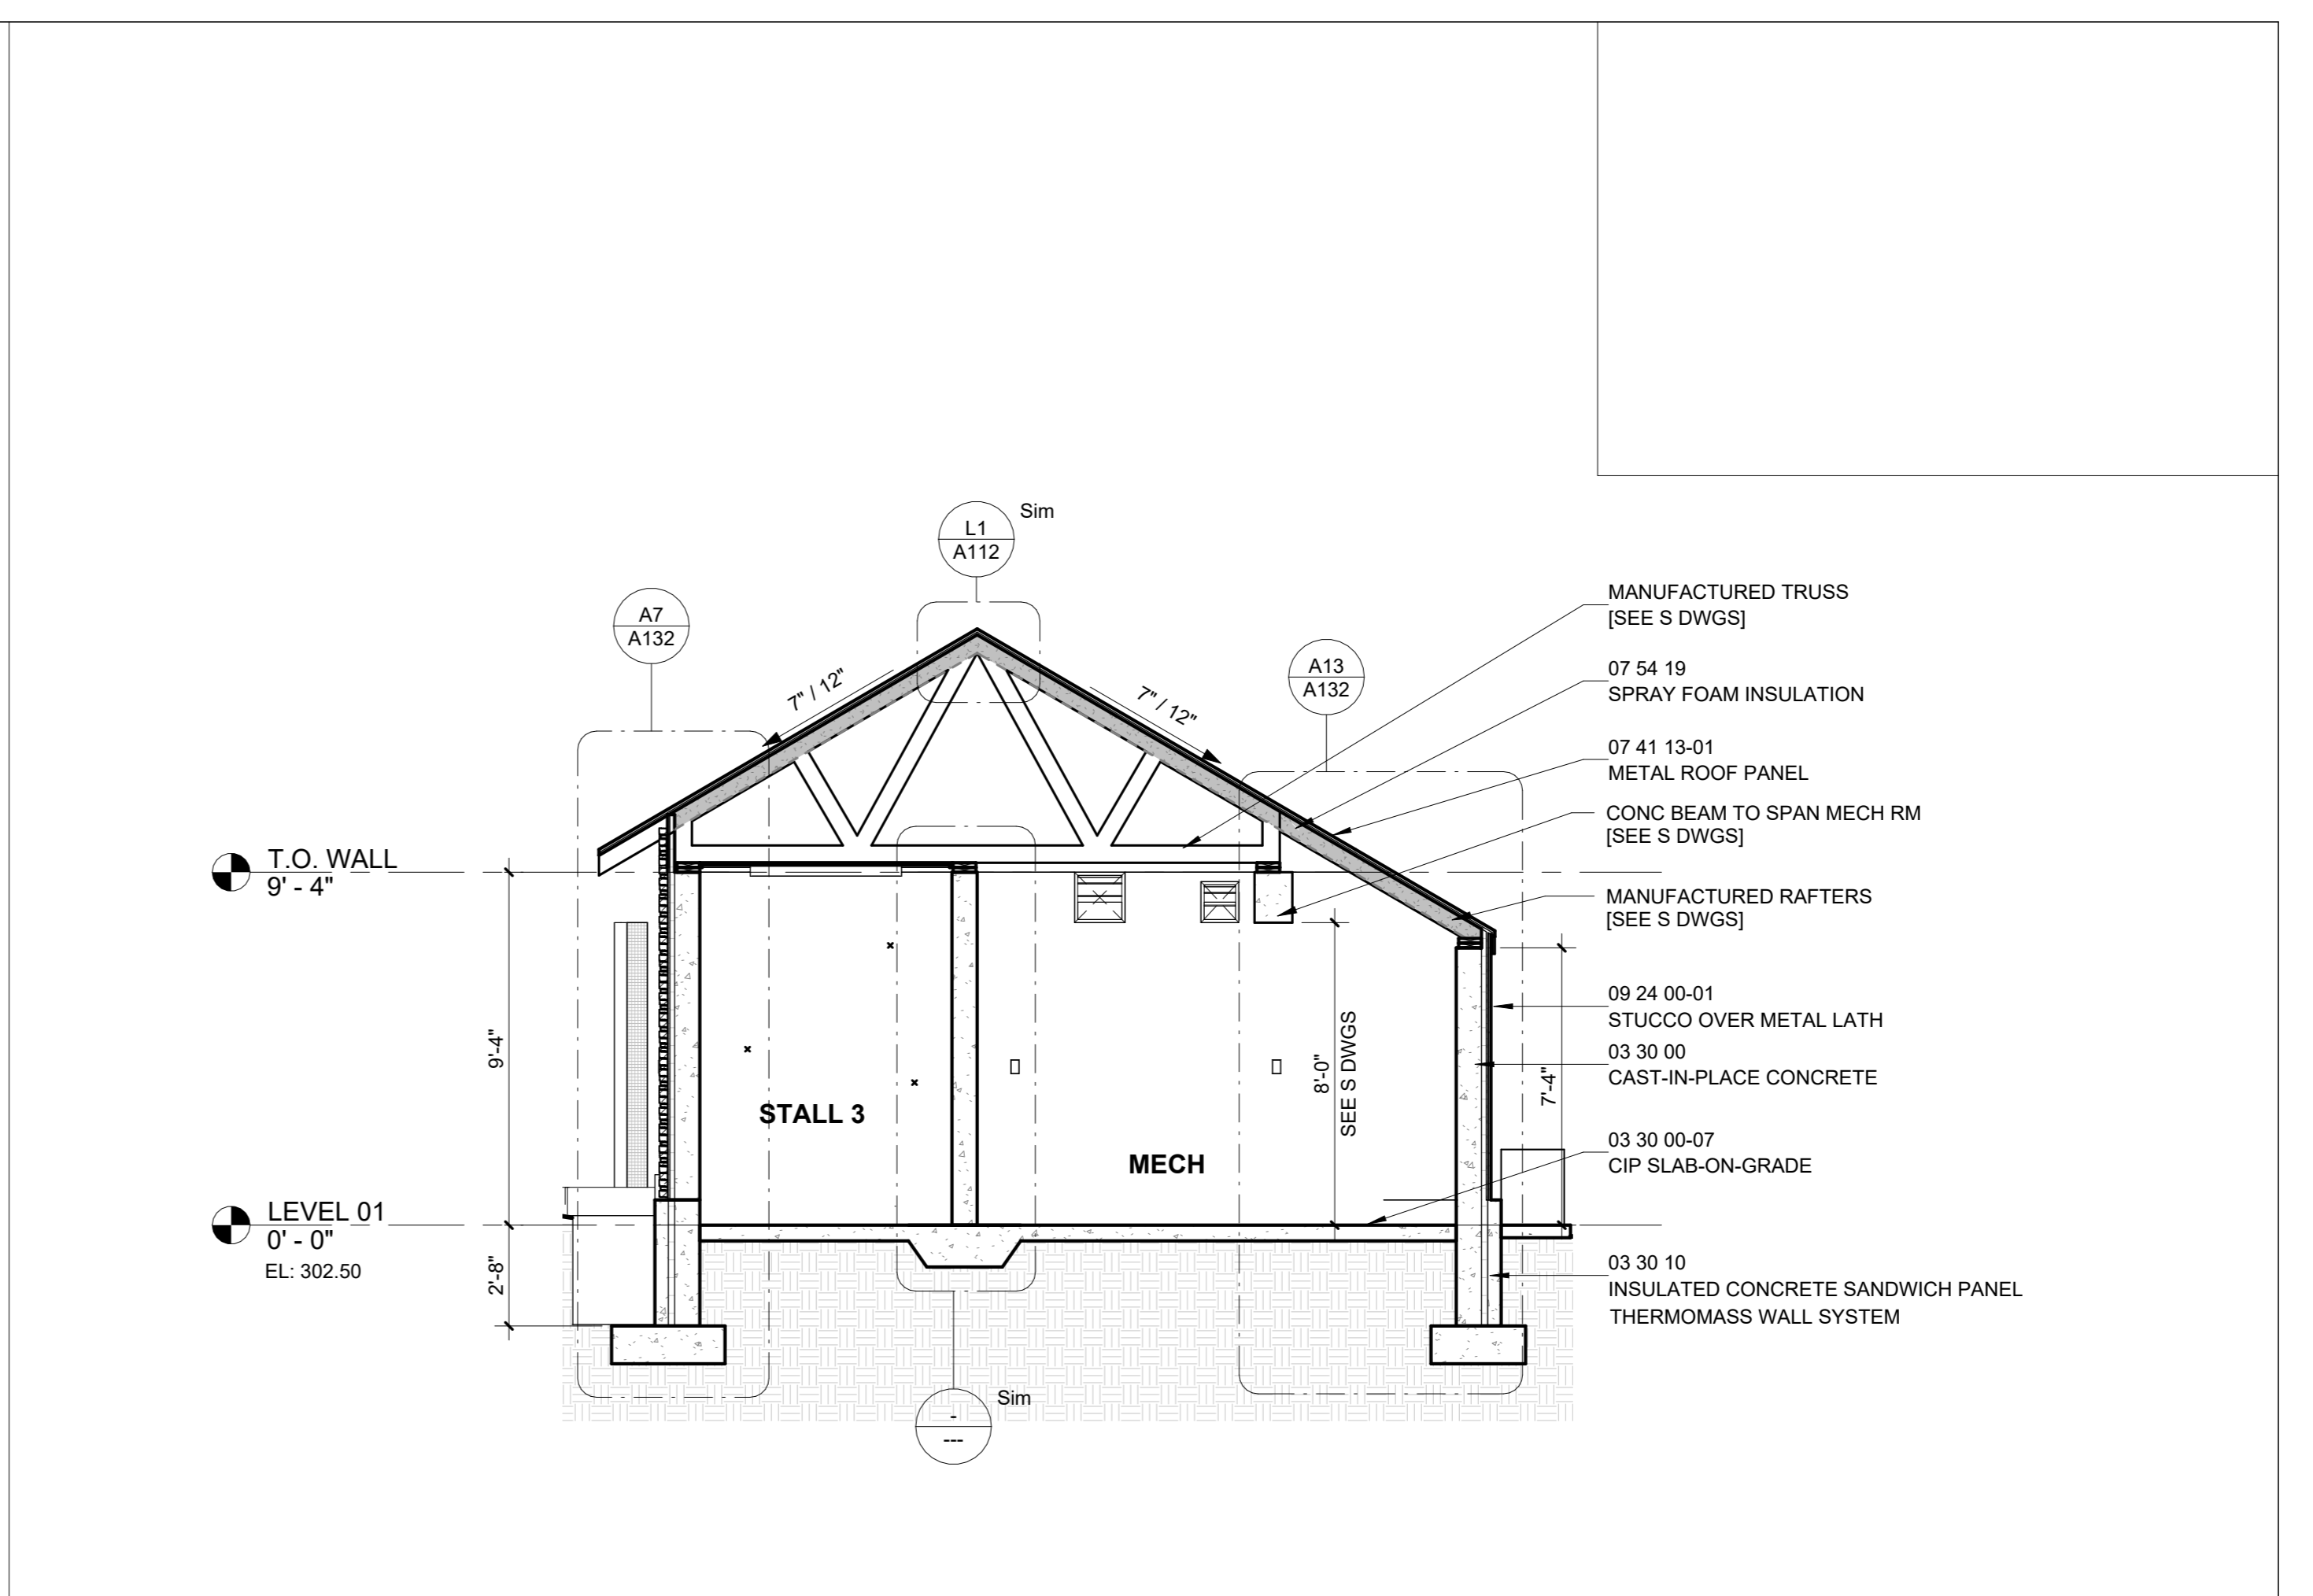 L1
A112
Sim
A7
A132
A13
A132
7" / 12"
7" / 12"
MANUFACTURED TRUSS
[SEE S DWGS]
07 54 19
SPRAY FOAM INSULATION
07 41 13-01
METAL ROOF PANEL
CONC BEAM TO SPAN MECH RM
[SEE S DWGS]
MANUFACTURED RAFTERS
[SEE S DWGS]
09 24 00-01
STUCCO OVER METAL LATH
03 30 00
CAST-IN-PLACE CONCRETE
03 30 00-07
CIP SLAB-ON-GRADE
03 30 10
INSULATED CONCRETE SANDWICH PANEL
THERMOMASS WALL SYSTEM
T.O. WALL
9' - 4"
LEVEL 01
0' - 0"
EL: 302.50
9'-4"
2'-8"
STALL 3
MECH
8'-0"
SEE S DWGS
7'-4"
-
---
Sim